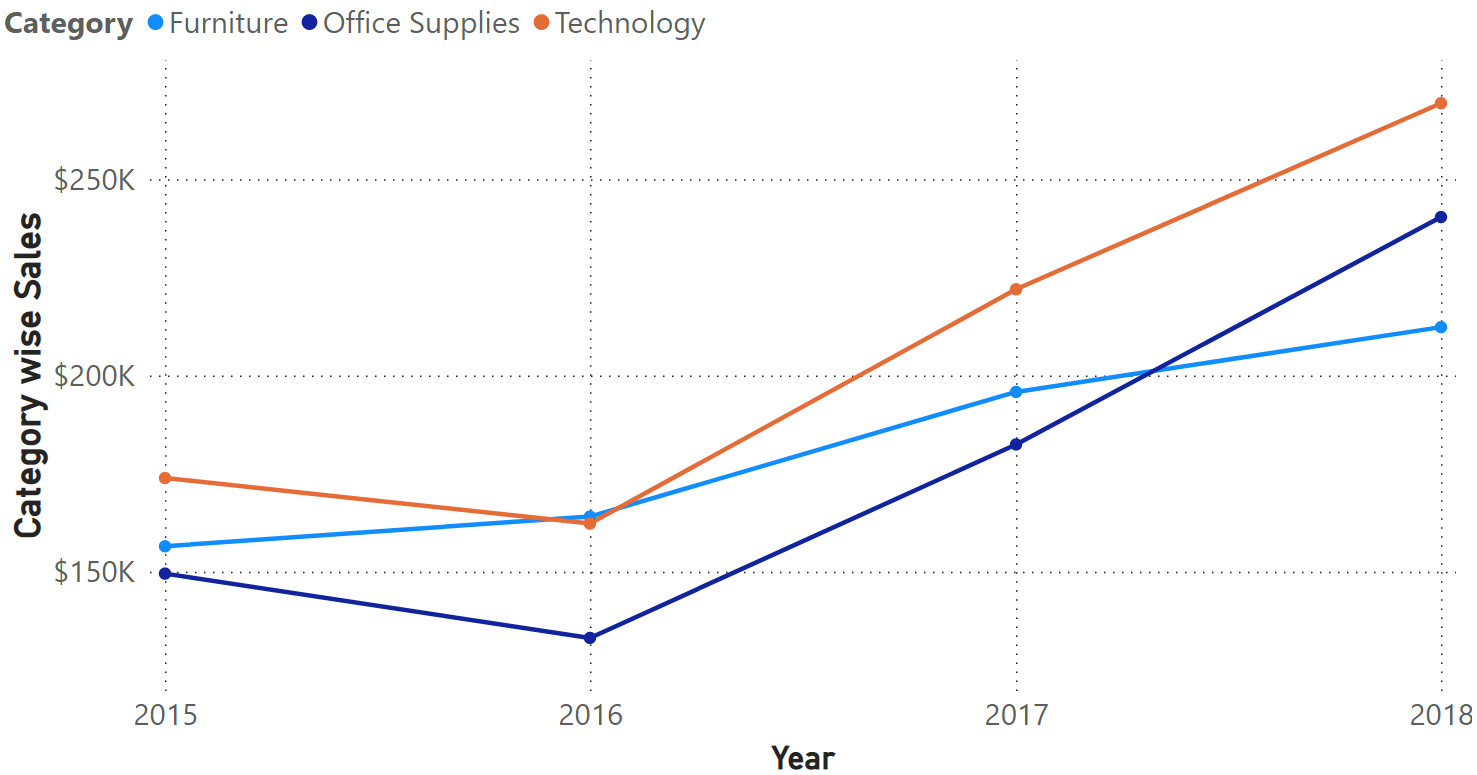 Category Furniture Office Supplies Technology
Category wise Sales
$250K
$200K
$150K
2015 2016 2017 2018
Year